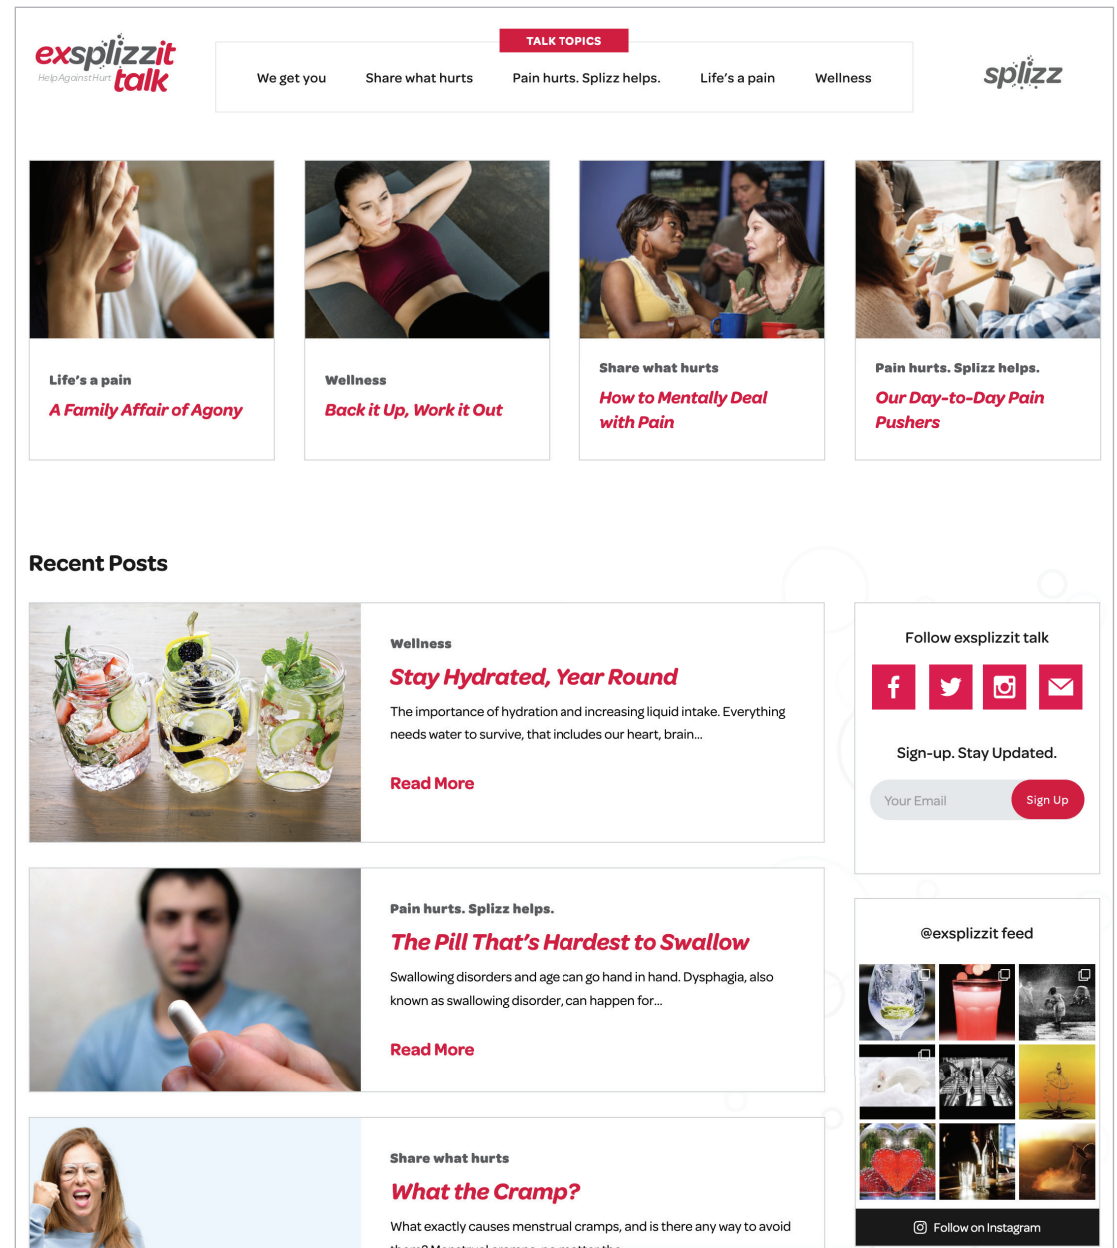 exsplizzit
Help Against Hurt talk
TALK TOPICS
We get you Share what hurts Pain hurts. Splizz helps. Life's a pain Wellness
splizz
Life's a pain
A Family Affair of Agony
Wellness
Back it Up, Work it Out
Share what hurts
How to Mentally Deal
with Pain
Pain hurts. Splizz helps.
Our Day-to-Day Pain
Pushers
Recent Posts
Wellness
Stay Hydrated, Year Round
The importance of hydration and increasing liquid intake. Everything
needs water to survive, that includes our heart, brain...
Read More
Pain hurts. Splizz helps.
The Pill That's Hardest to Swallow
Swallowing disorders and age can go hand in hand. Dysphagia, also
known as swallowing disorder, can happen for...
Read More
Share what hurts
What the Cramp?
What exactly causes menstrual cramps, and is there any way to avoid
Follow exsplizzit talk
Sign-up. Stay Updated.
Your Email Sign Up
@exsplizzit feed
Follow on Instagram